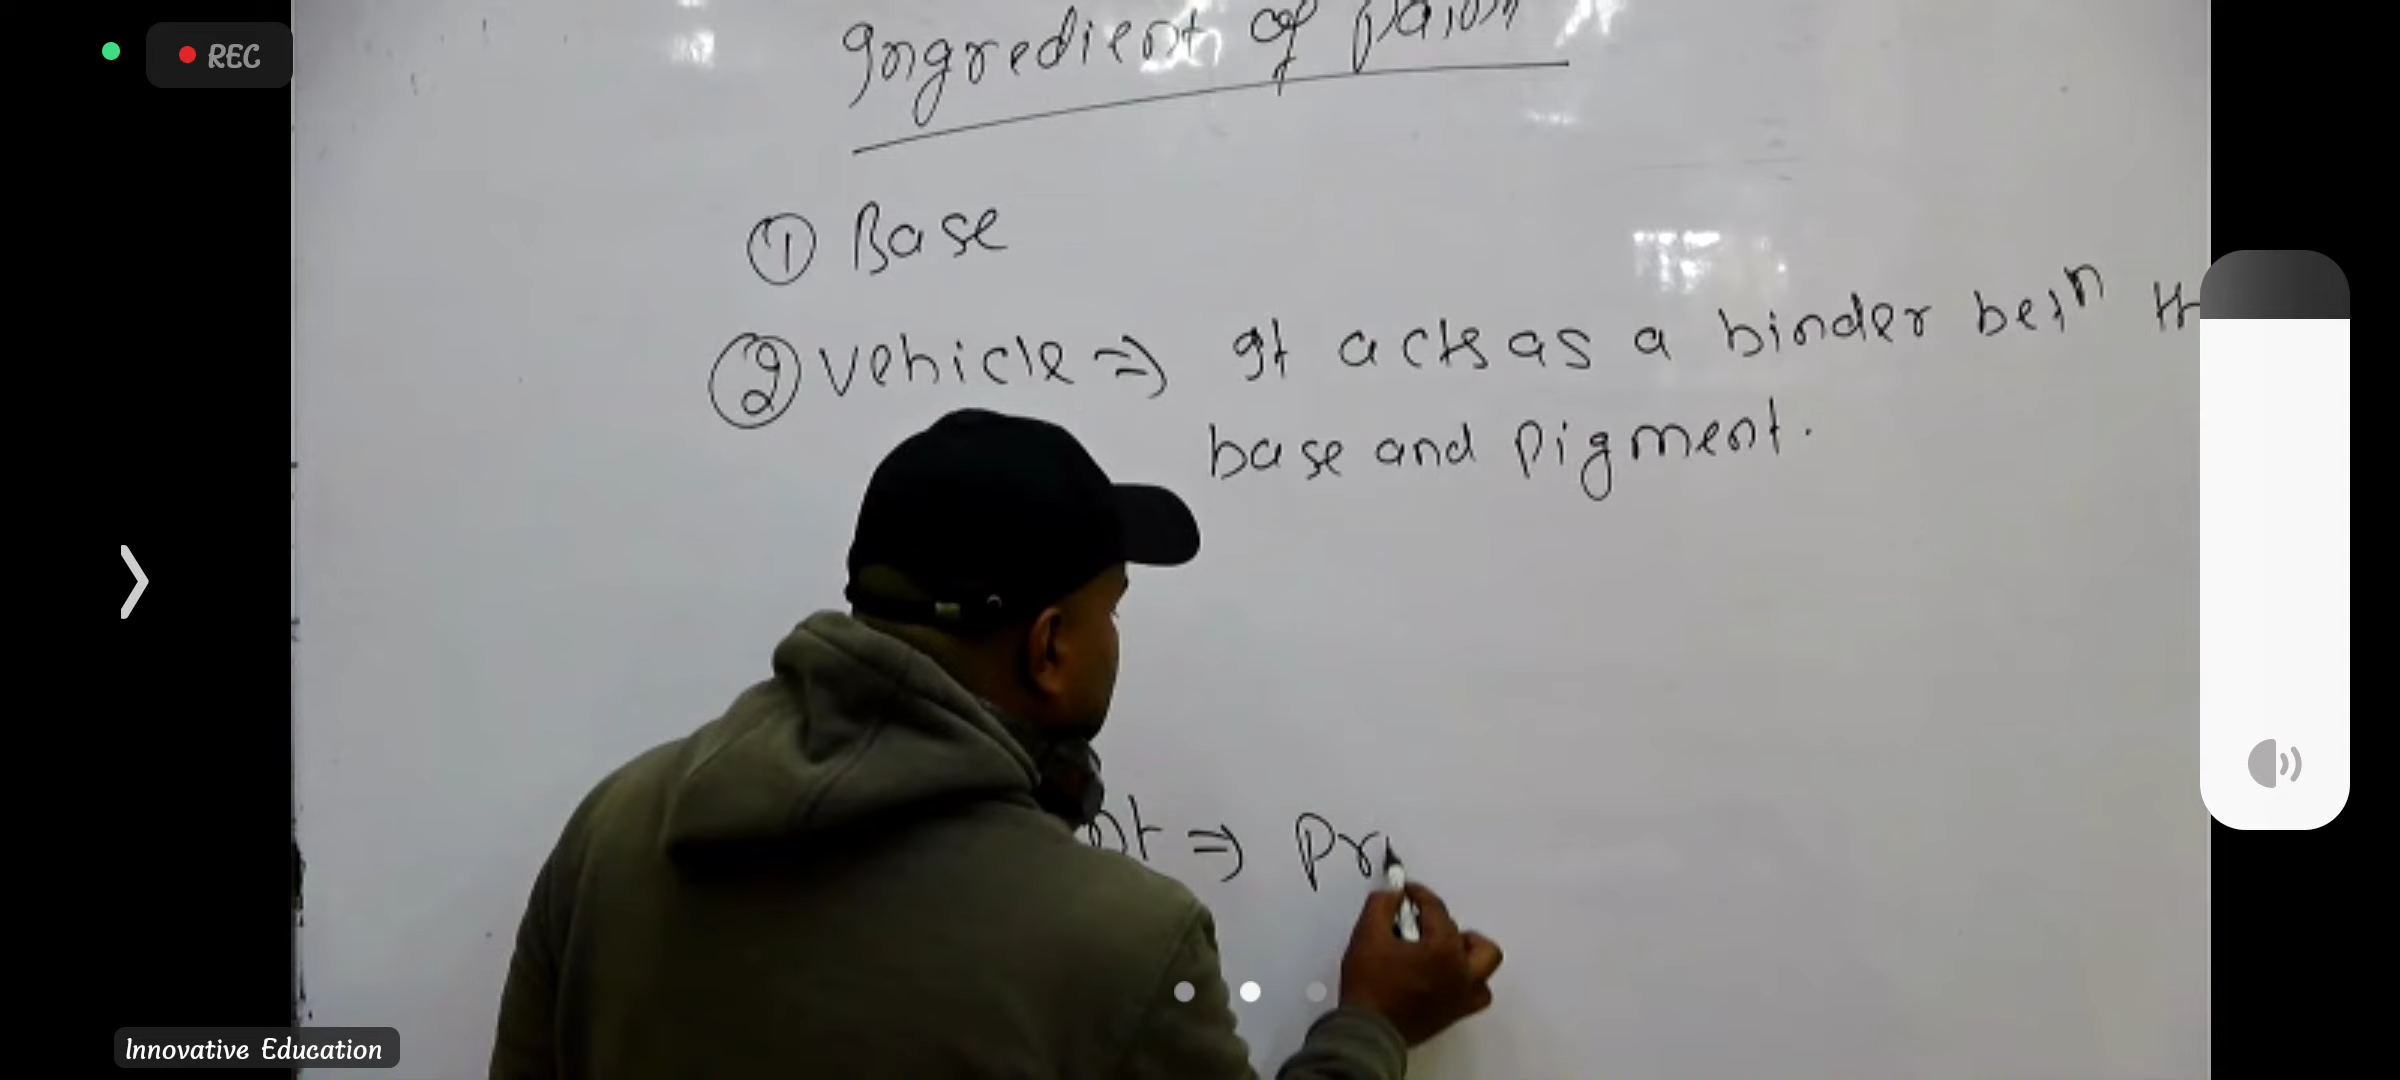 REC
Ingredient of paint
① Base
② Vehicle ⇒ It acts as a binder betn th
base and pigment.
nt ⇒ Pr
Innovative Education